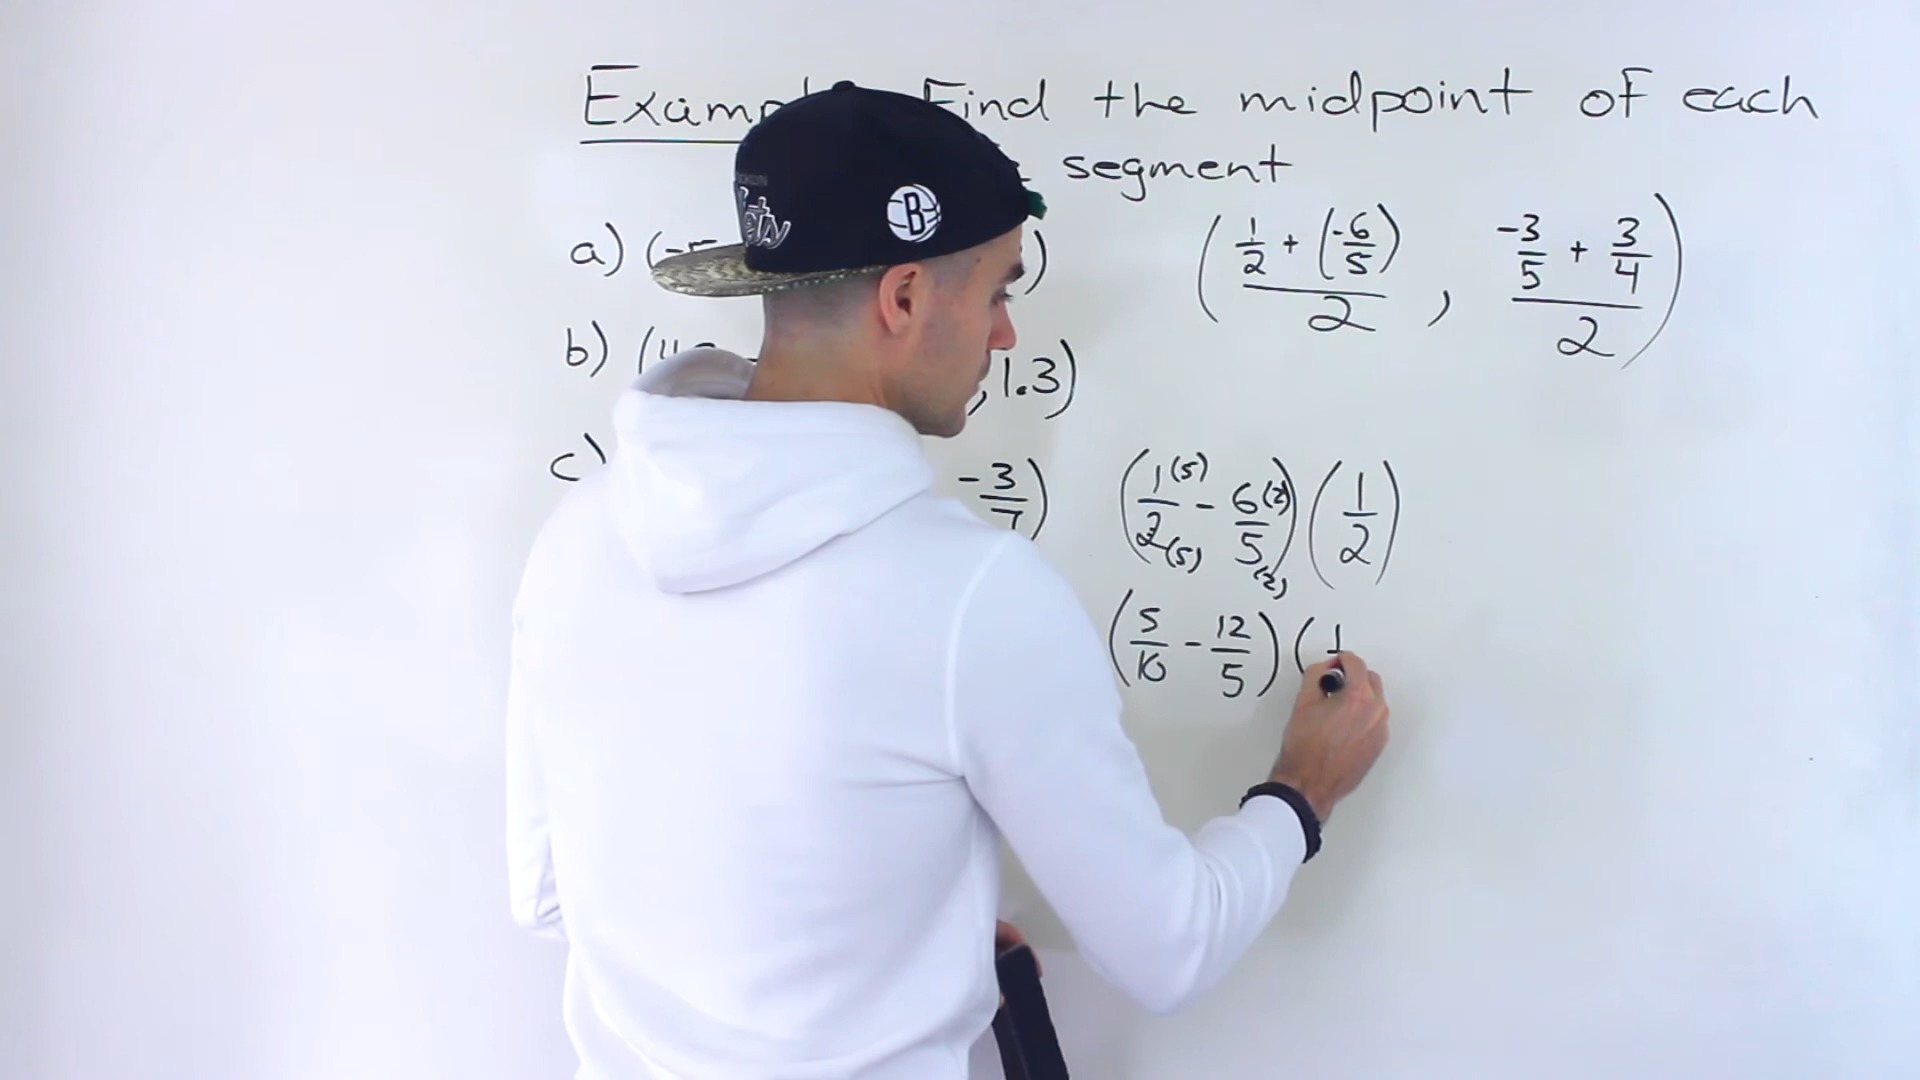 Examp Find the midpoint of each
segment
a) (-5 )
b) ( , 1.3)
c) -3/7)
( (1/2 + (-6/5))/2 , (-3/5 + 3/4)/2 )
( 1(5)/2(5) - 6(2)/5(2) ) ( 1/2 )
( 5/10 - 12/5 ) ( 1
B